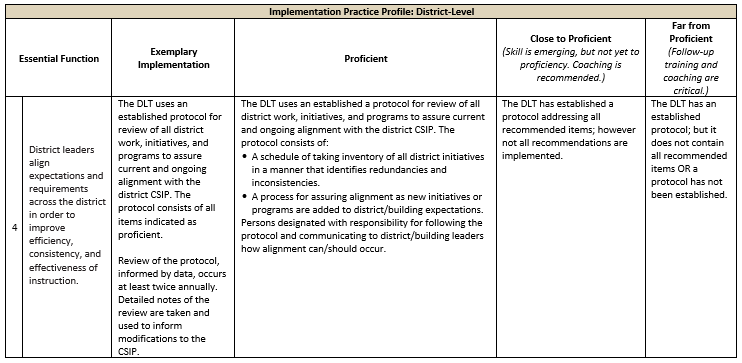 Implementation Practice Profile: District-Level
Essential Function
Exemplary
Implementation
Proficient
Close to Proficient
(Skill is emerging, but not yet to
proficiency. Coaching is
recommended.)
Far from
Proficient
(Follow-up
training and
coaching are
critical.)
4
District leaders
align
expectations and
requirements
across the district
in order to
improve
efficiency,
consistency, and
effectiveness of
instruction.
The DLT uses an
established protocol for
review of all district
work, initiatives, and
programs to assure
current and ongoing
alignment with the
district CSIP. The
protocol consists of all
items indicated as
proficient.
Review of the protocol,
informed by data, occurs
at least twice annually.
Detailed notes of the
review are taken and
used to inform
modifications to the
CSIP.
The DLT uses an established a protocol for review of all
district work, initiatives, and programs to assure current
and ongoing alignment with the district CSIP. The
protocol consists of:
• A schedule of taking inventory of all district initiatives
in a manner that identifies redundancies and
inconsistencies.
• A process for assuring alignment as new initiatives or
programs are added to district/building expectations.
Persons designated with responsibility for following the
protocol and communicating to district/building leaders
how alignment can/should occur.
The DLT has established a
protocol addressing all
recommended items; however
not all recommendations are
implemented.
The DLT has an
established
protocol; but it
does not contain
all recommended
items OR a
protocol has not
been established.